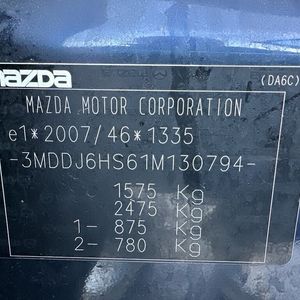 mazda
(DA6C)
MAZDA MOTOR CORPORATION
e1*2007/46*1335
-3MDDJ6HS61M130794-
1575 Kg
2475 Kg
1- 875 Kg
2- 780 Kg